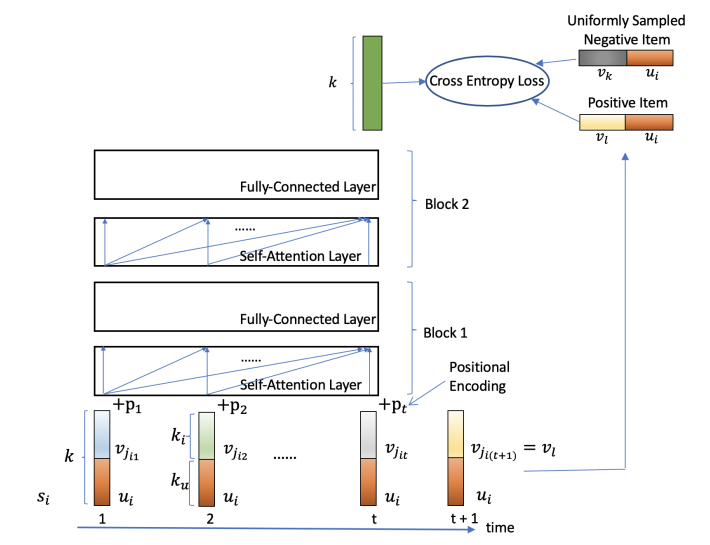 Uniformly Sampled
Negative Item
k
Cross Entropy Loss
v_k u_i
Positive Item
v_l u_i
Fully-Connected Layer
Block 2
......
Self-Attention Layer
Fully-Connected Layer
Block 1
......
Self-Attention Layer
Positional
Encoding
+p_1 +p_2 +p_t
k v_{j_{i1}} k_i v_{j_{i2}} ...... v_{j_{it}} v_{j_{i(t+1)}} = v_l
s_i u_i k_u u_i u_i u_i
1 2 t t + 1
time